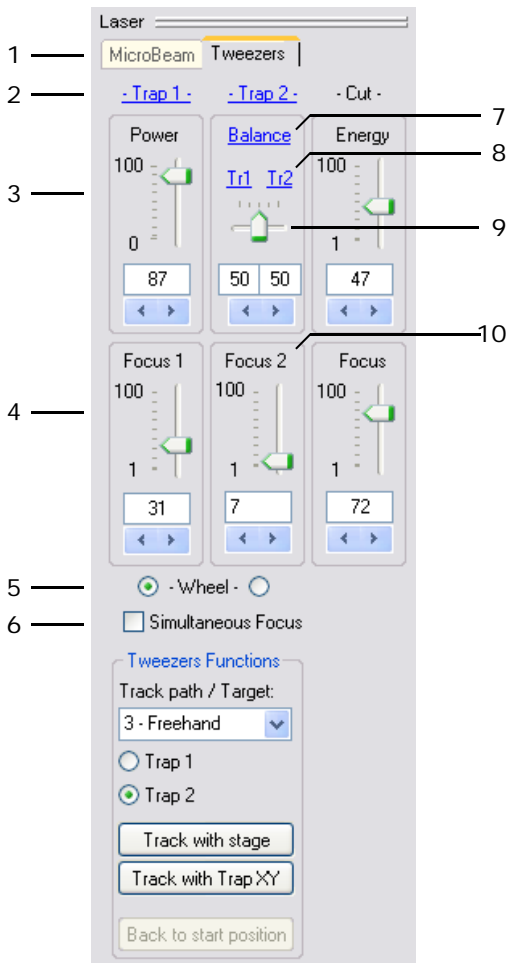 Laser
1 MicroBeam Tweezers
2 - Trap 1 - - Trap 2 - - Cut -
7
Power Balance Energy
8
100 Tr1 Tr2 100
3
9
0 1
87 50 50 47
10
Focus 1 Focus 2 Focus
100 100 100
4
1 1 1
31 7 72
5 - Wheel -
6 Simultaneous Focus
Tweezers Functions
Track path / Target:
3 - Freehand
Trap 1
Trap 2
Track with stage
Track with Trap XY
Back to start position